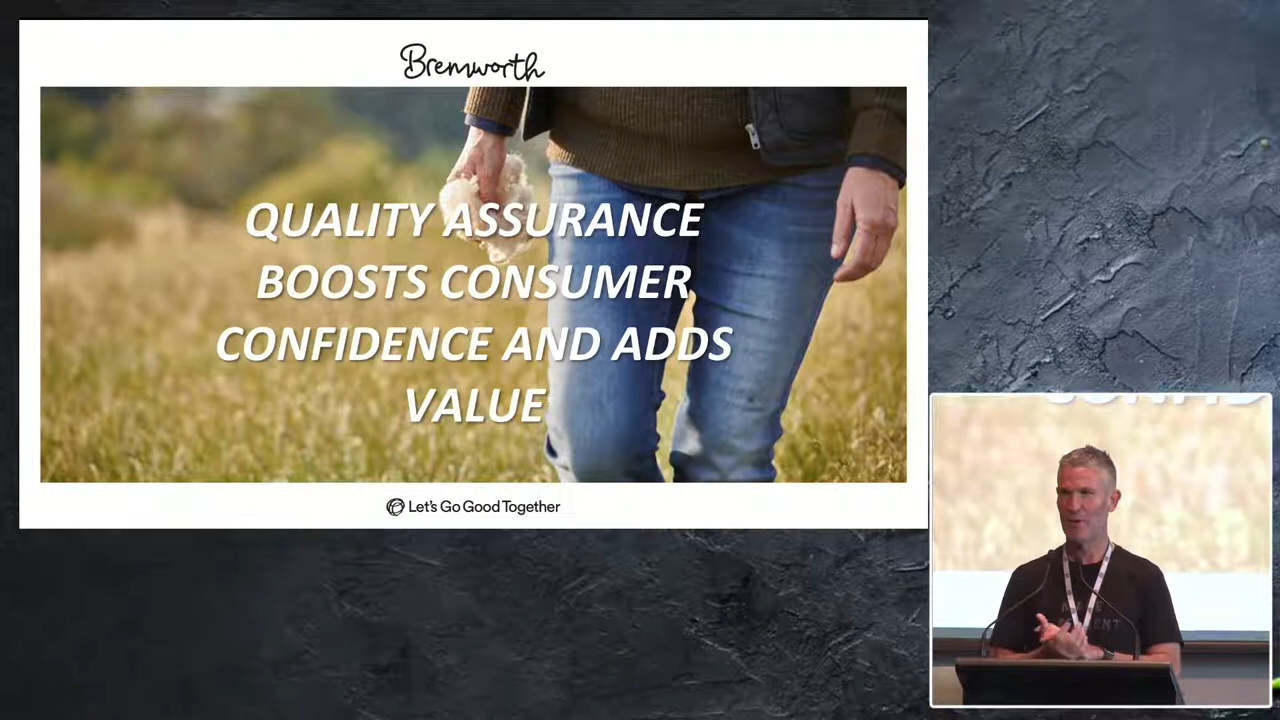 Bremworth
QUALITY ASSURANCE
BOOSTS CONSUMER
CONFIDENCE AND ADDS
VALUE
Let's Go Good Together